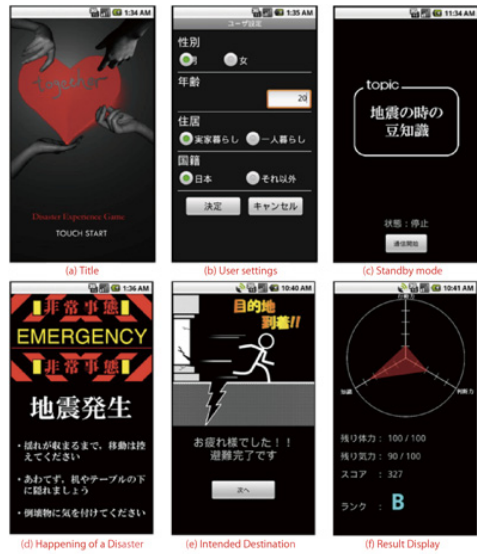 1:34 AM
together
Disaster Experience Game
TOUCH START
(a) Title
1:35 AM
ユーザ設定
性別
男
女
年齢
20
住居
実家暮らし
一人暮らし
国籍
日本
それ以外
決定
キャンセル
(b) User settings
11:34 AM
topic
地震の時の
豆知識
状態：停止
通信開始
(c) Standby mode
1:36 AM
非常事態
EMERGENCY
非常事態
地震発生
・揺れが収まるまで、移動は控
えてください
・あわてず、机やテーブルの下
に隠れましょう
・倒壊物に気を付けてください
(d) Happening of a Disaster
10:40 AM
目的地
到着!!
お疲れ様でした！！
避難完了です
次へ
(e) Intended Destination
10:41 AM
知識
判断力
残り体力： 100 / 100
残り気力： 90 / 100
スコア ： 327
ランク ： B
(f) Result Display